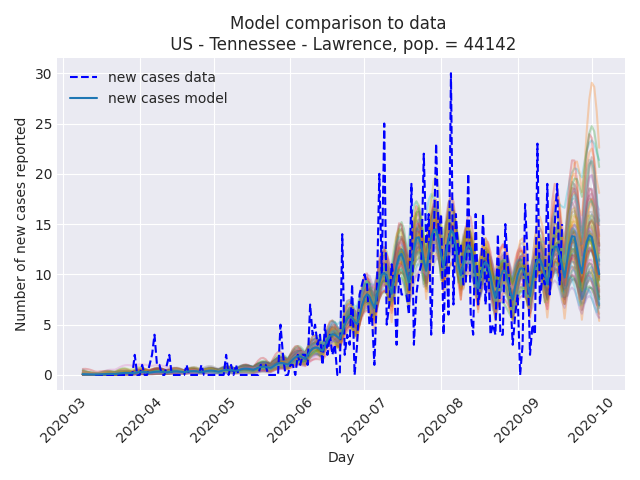 Model comparison to data
US - Tennessee - Lawrence, pop. = 44142
new cases data
new cases model
Number of new cases reported
30
25
20
15
10
5
0
2020-03
2020-04
2020-05
2020-06
2020-07
2020-08
2020-09
2020-10
Day